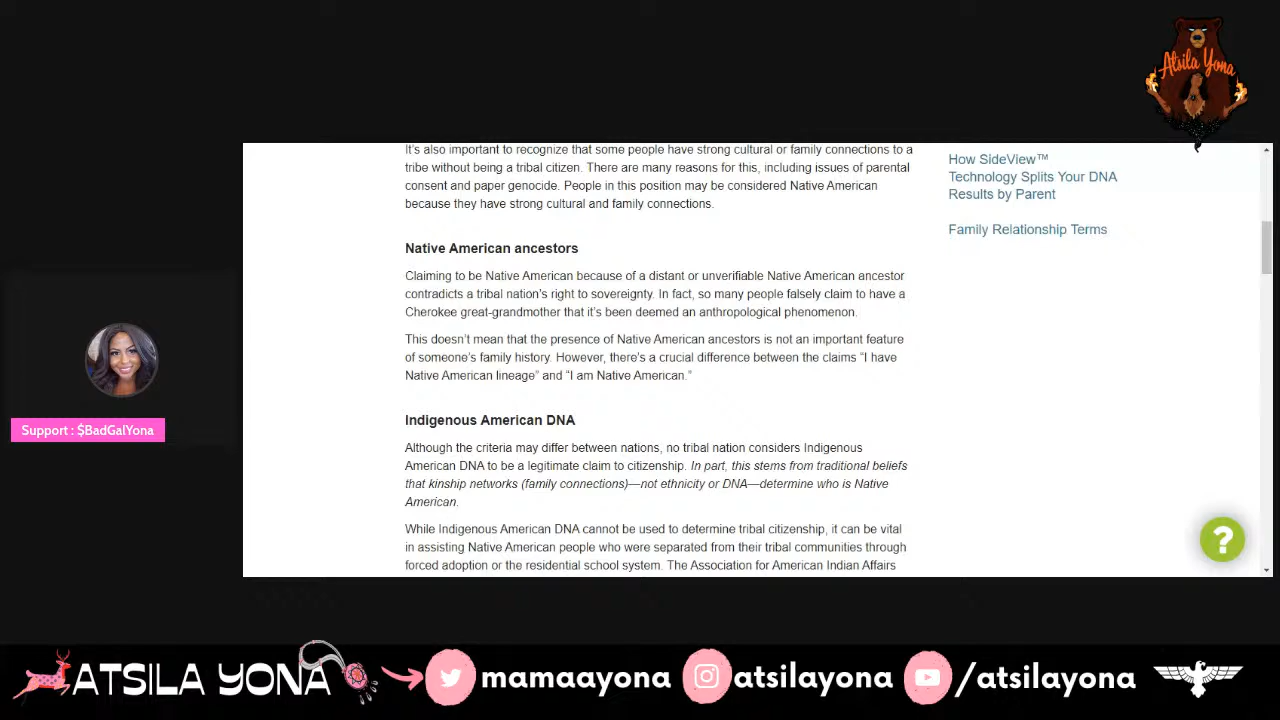 Atsila Yona
It's also important to recognize that some people have strong cultural or family connections to a
tribe without being a tribal citizen. There are many reasons for this, including issues of parental
consent and paper genocide. People in this position may be considered Native American
because they have strong cultural and family connections.
How SideView™
Technology Splits Your DNA
Results by Parent
Family Relationship Terms
Native American ancestors
Claiming to be Native American because of a distant or unverifiable Native American ancestor
contradicts a tribal nation's right to sovereignty. In fact, so many people falsely claim to have a
Cherokee great-grandmother that it's been deemed an anthropological phenomenon.
This doesn't mean that the presence of Native American ancestors is not an important feature
of someone's family history. However, there's a crucial difference between the claims “I have
Native American lineage” and “I am Native American.”
Indigenous American DNA
Although the criteria may differ between nations, no tribal nation considers Indigenous
American DNA to be a legitimate claim to citizenship. In part, this stems from traditional beliefs
that kinship networks (family connections)—not ethnicity or DNA—determine who is Native
American.
While Indigenous American DNA cannot be used to determine tribal citizenship, it can be vital
in assisting Native American people who were separated from their tribal communities through
forced adoption or the residential school system. The Association for American Indian Affairs
?
Support : $BadGalYona
ATSILA YONA mamaayona atsilayona /atsilayona